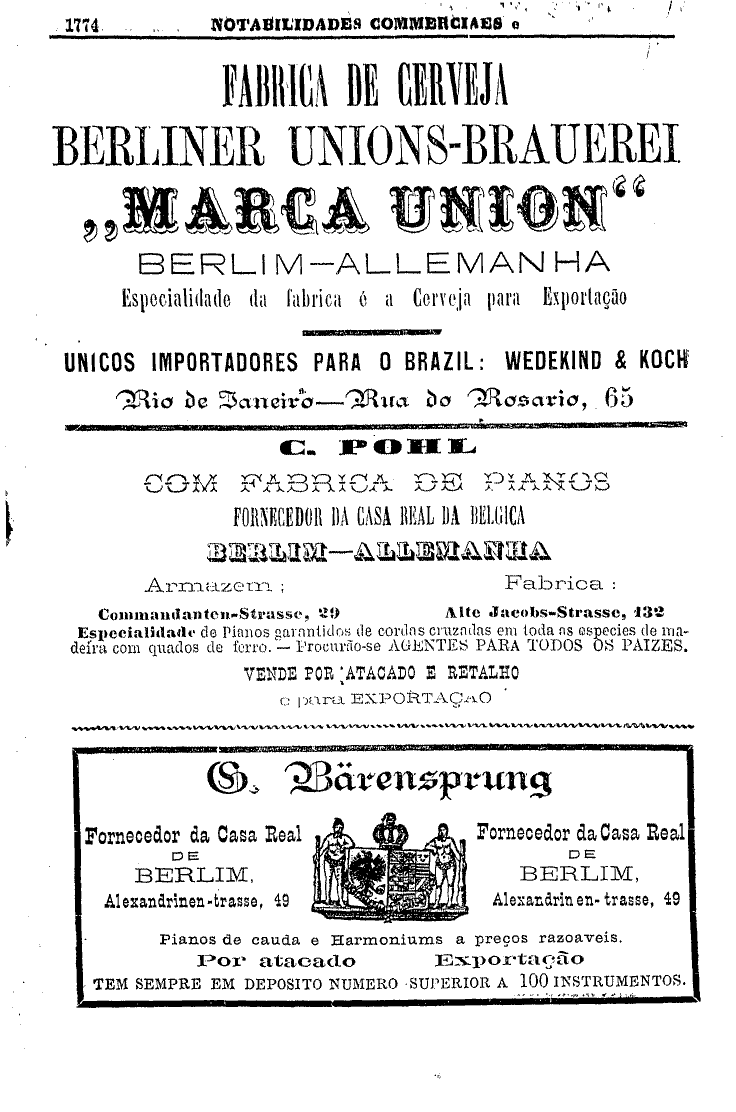 1774 NOTABILIDADES COMMERCIAES e
FABRICA DE CERVEJA
BERLINER UNIONS-BRAUEREI
„MARCA UNION“
BERLIM—ALLEMANHA
Especialidade da fabrica é a Cerveja para Exportação
UNICOS IMPORTADORES PARA O BRAZIL: WEDEKIND & KOCH
Rio de Janeiro—Rua do Rosario, 65
C. POHL
COM FABRICA DE PIANOS
FORNECEDOR DA CASA REAL DA BELGICA
BERLIM—ALLEMANHA
Armazem ; Fabrica :
Commandanten-Strasse, 29 Alte Jacobs-Strasse, 132
Especialidade de Pianos garantidos de cordas cruzadas em toda as especies de ma-
deira com quados de ferro. — Procurão-se AGENTES PARA TODOS OS PAIZES.
VENDE POR ATACADO E RETALHO
e para EXPORTAÇAO
G. Bärensprung
Fornecedor da Casa Real
DE
BERLIM,
Alexandrinen-trasse, 49
Fornecedor da Casa Real
DE
BERLIM,
Alexandrinen-trasse, 49
Pianos de cauda e Harmoniums a preços razoaveis.
Por atacado Exportação
TEM SEMPRE EM DEPOSITO NUMERO SUPERIOR A 100 INSTRUMENTOS.